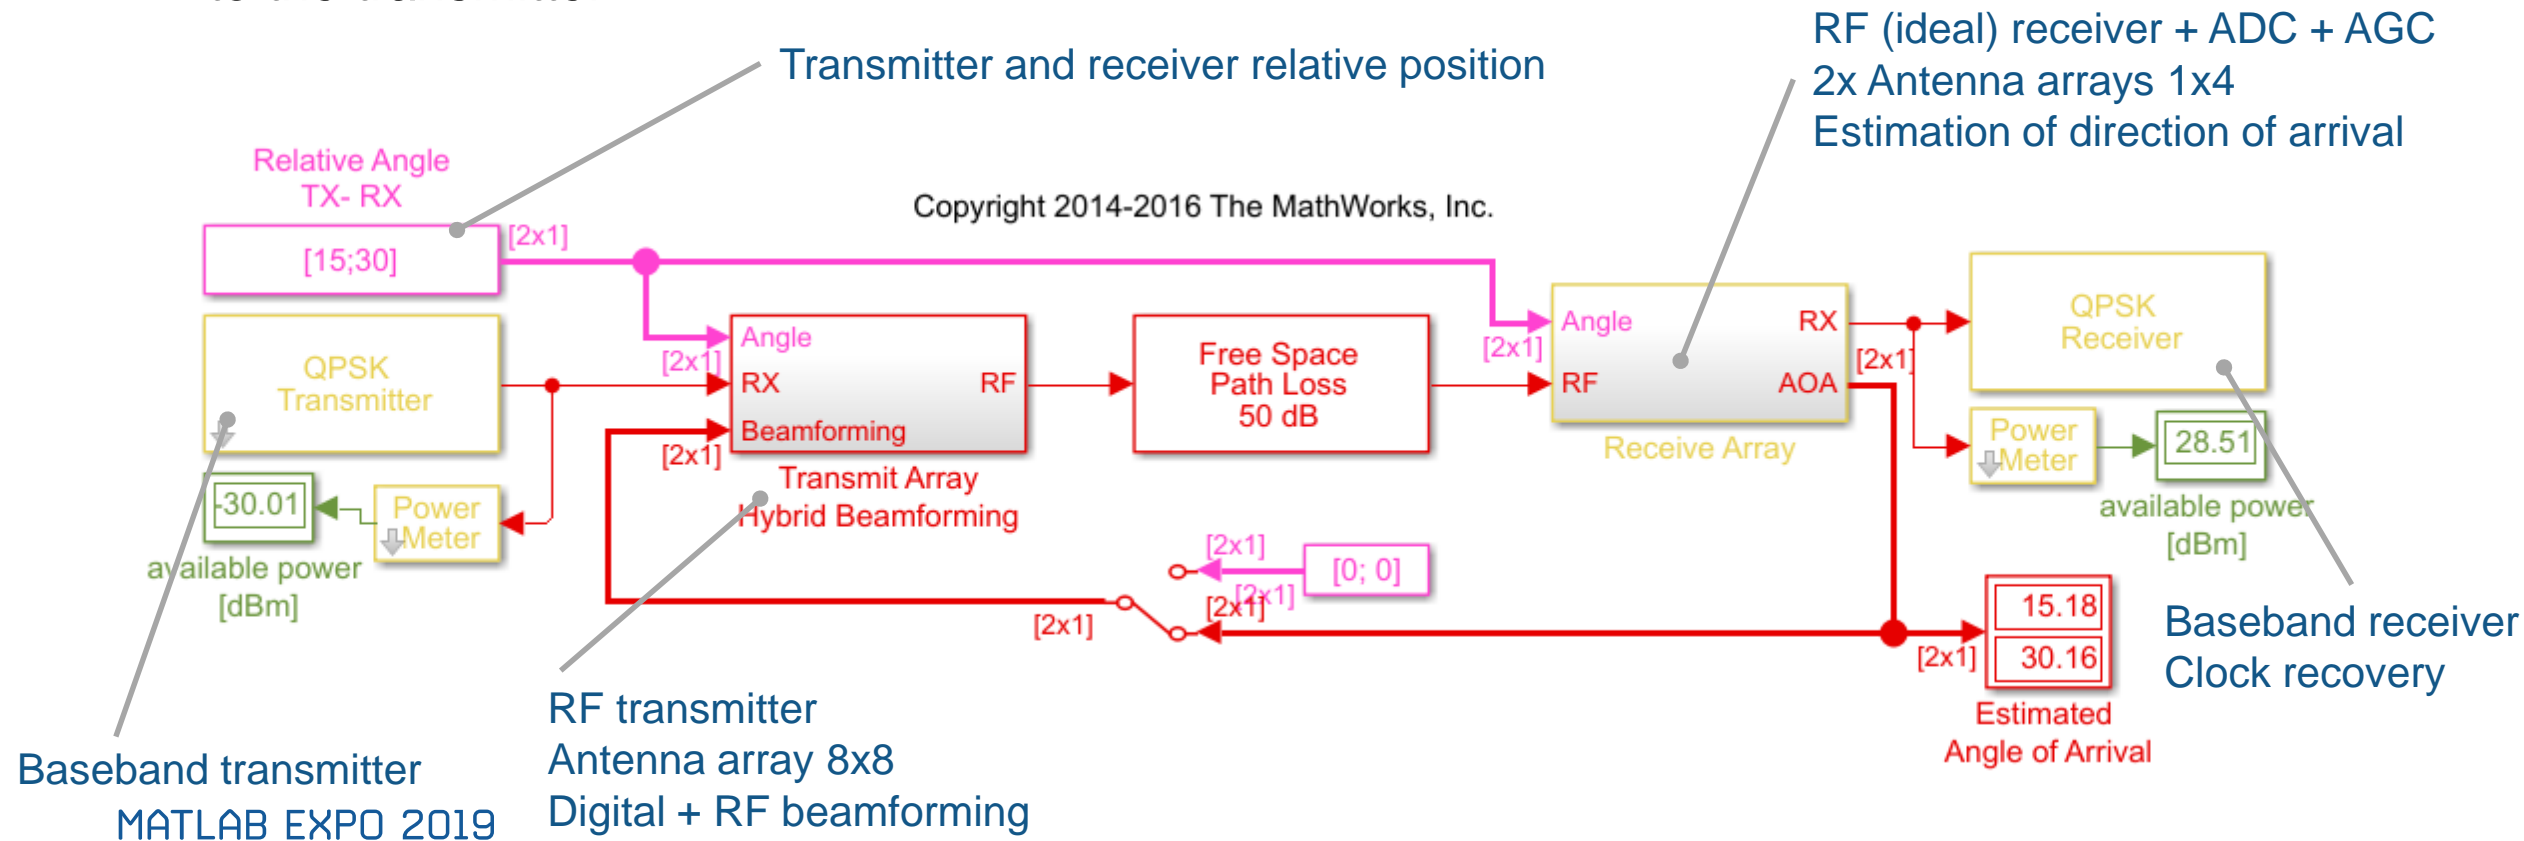 Transmitter and receiver relative position
RF (ideal) receiver + ADC + AGC
2x Antenna arrays 1x4
Estimation of direction of arrival
Relative Angle
TX- RX
Copyright 2014-2016 The MathWorks, Inc.
[15;30]
[2x1]
QPSK
Transmitter
[2x1]
Angle
RX
RF
Beamforming
[2x1]
Transmit Array
Hybrid Beamforming
Free Space
Path Loss
50 dB
[2x1]
Angle
RX
RF
AOA
Receive Array
[2x1]
QPSK
Receiver
Power
Meter
28.51
available power
[dBm]
-30.01
Power
Meter
available power
[dBm]
[2x1]
[0; 0]
[2x1]
[2x1]
[2x1]
[2x1]
15.18
30.16
Estimated
Angle of Arrival
Baseband receiver
Clock recovery
RF transmitter
Antenna array 8x8
Digital + RF beamforming
Baseband transmitter
MATLAB EXPO 2019